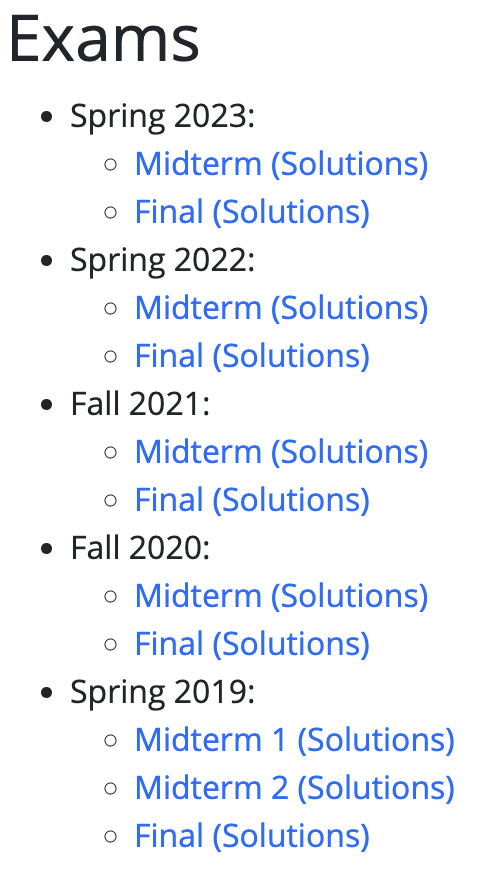 Exams
Spring 2023:
Midterm (Solutions)
Final (Solutions)
Spring 2022:
Midterm (Solutions)
Final (Solutions)
Fall 2021:
Midterm (Solutions)
Final (Solutions)
Fall 2020:
Midterm (Solutions)
Final (Solutions)
Spring 2019:
Midterm 1 (Solutions)
Midterm 2 (Solutions)
Final (Solutions)